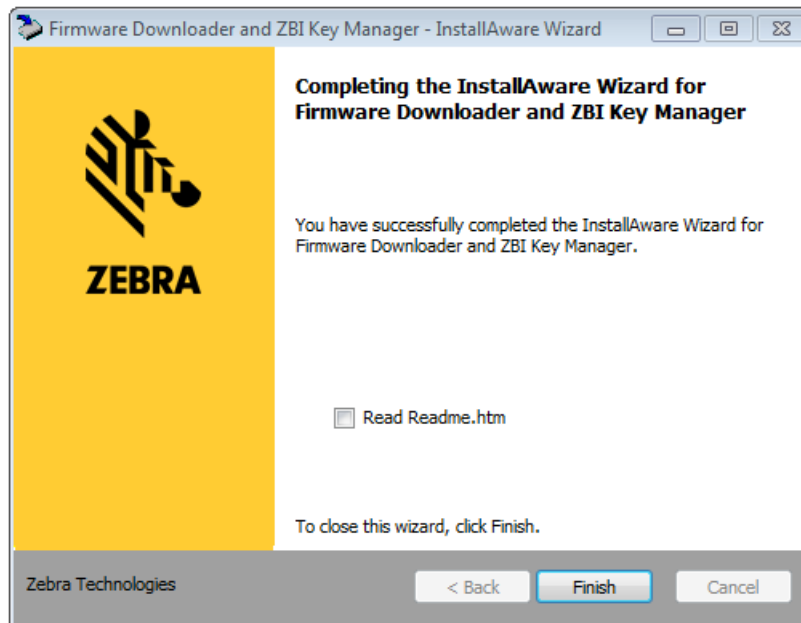 Firmware Downloader and ZBI Key Manager - InstallAware Wizard
Completing the InstallAware Wizard for
Firmware Downloader and ZBI Key Manager
ZEBRA
You have successfully completed the InstallAware Wizard for
Firmware Downloader and ZBI Key Manager.
Read Readme.htm
To close this wizard, click Finish.
Zebra Technologies
< Back
Finish
Cancel